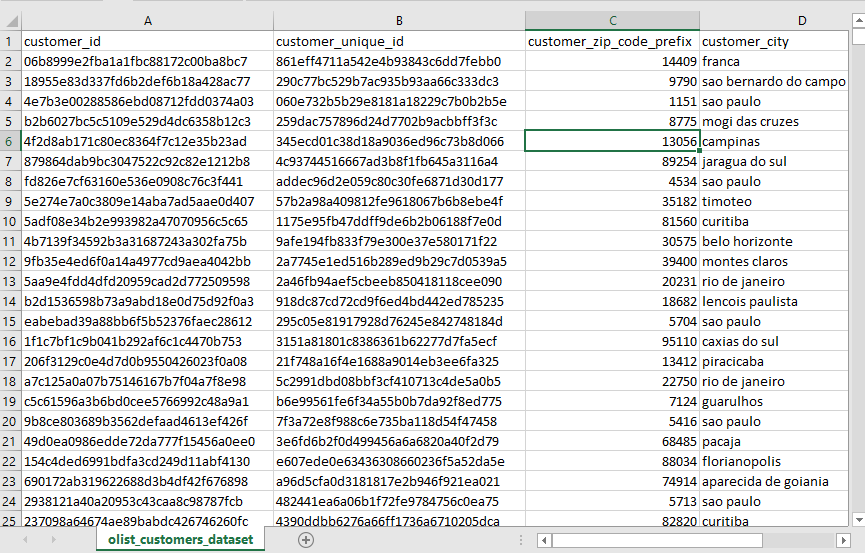 A B C D
1 customer_id customer_unique_id customer_zip_code_prefix customer_city
2 06b8999e2fba1a1fbc88172c00ba8bc7 861eff4711a542e4b93843c6dd7febb0 14409 franca
3 18955e83d337fd6b2def6b18a428ac77 290c77bc529b7ac935b93aa66c333dc3 9790 sao bernardo do campo
4 4e7b3e00288586ebd08712fdd0374a03 060e732b5b29e8181a18229c7b0b2b5e 1151 sao paulo
5 b2b6027bc5c5109e529d4dc6358b12c3 259dac757896d24d7702b9acbbff3f3c 8775 mogi das cruzes
6 4f2d8ab171c80ec8364f7c12e35b23ad 345ecd01c38d18a9036ed96c73b8d066 13056 campinas
7 879864dab9bc3047522c92c82e1212b8 4c93744516667ad3b8f1fb645a3116a4 89254 jaragua do sul
8 fd826e7cf63160e536e0908c76c3f441 addec96d2e059c80c30fe6871d30d177 4534 sao paulo
9 5e274e7a0c3809e14aba7ad5aae0d407 57b2a98a409812fe9618067b6b8ebe4f 35182 timoteo
10 5adf08e34b2e993982a47070956c5c65 1175e95fb47ddff9de6b2b06188f7e0d 81560 curitiba
11 4b7139f34592b3a31687243a302fa75b 9afe194fb833f79e300e37e580171f22 30575 belo horizonte
12 9fb35e4ed6f0a14a4977cd9aea4042bb 2a7745e1ed516b289ed9b29c7d0539a5 39400 montes claros
13 5aa9e4fdd4dfd20959cad2d772509598 2a46fb94aef5cbeeb850418118cee090 20231 rio de janeiro
14 b2d1536598b73a9abd18e0d75d92f0a3 918dc87cd72cd9f6ed4bd442ed785235 18682 lencois paulista
15 eabebad39a88bb6f5b52376faec28612 295c05e81917928d76245e842748184d 5704 sao paulo
16 1f1c7bf1c9b041b292af6c1c4470b753 3151a81801c8386361b62277d7fa5ecf 95110 caxias do sul
17 206f3129c0e4d7d0b9550426023f0a08 21f748a16f4e1688a9014eb3ee6fa325 13412 piracicaba
18 a7c125a0a07b75146167b7f04a7f8e98 5c2991dbd08bbf3cf410713c4de5a0b5 22750 rio de janeiro
19 c5c61596a3b6bd0cee5766992c48a9a1 b6e99561fe6f34a55b0b7da92f8ed775 7124 guarulhos
20 9b8ce803689b3562defaad4613ef426f 7f3a72e8f988c6e735ba118d54f47458 5416 sao paulo
21 49d0ea0986edde72da777f15456a0ee0 3e6fd6b2f0d499456a6a6820a40f2d79 68485 pacaja
22 154c4ded6991bdfa3cd249d11abf4130 e607ede0e63436308660236f5a52da5e 88034 florianopolis
23 690172ab319622688d3b4df42f676898 a96d5cfa0d3181817e2b946f921ea021 74914 aparecida de goiania
24 2938121a40a20953c43caa8c98787fcb 482441ea6a06b1f72fe9784756c0ea75 5713 sao paulo
25 237098a64674ae89babdc426746260fc 4390ddbb6276a66ff1736a6710205dca 82820 curitiba
olist_customers_dataset